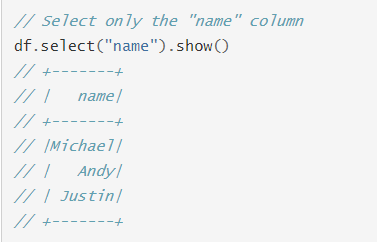 // Select only the "name" column
df.select("name").show()
// +-------+
// |   name|
// +-------+
// |Michael|
// |   Andy|
// | Justin|
// +-------+